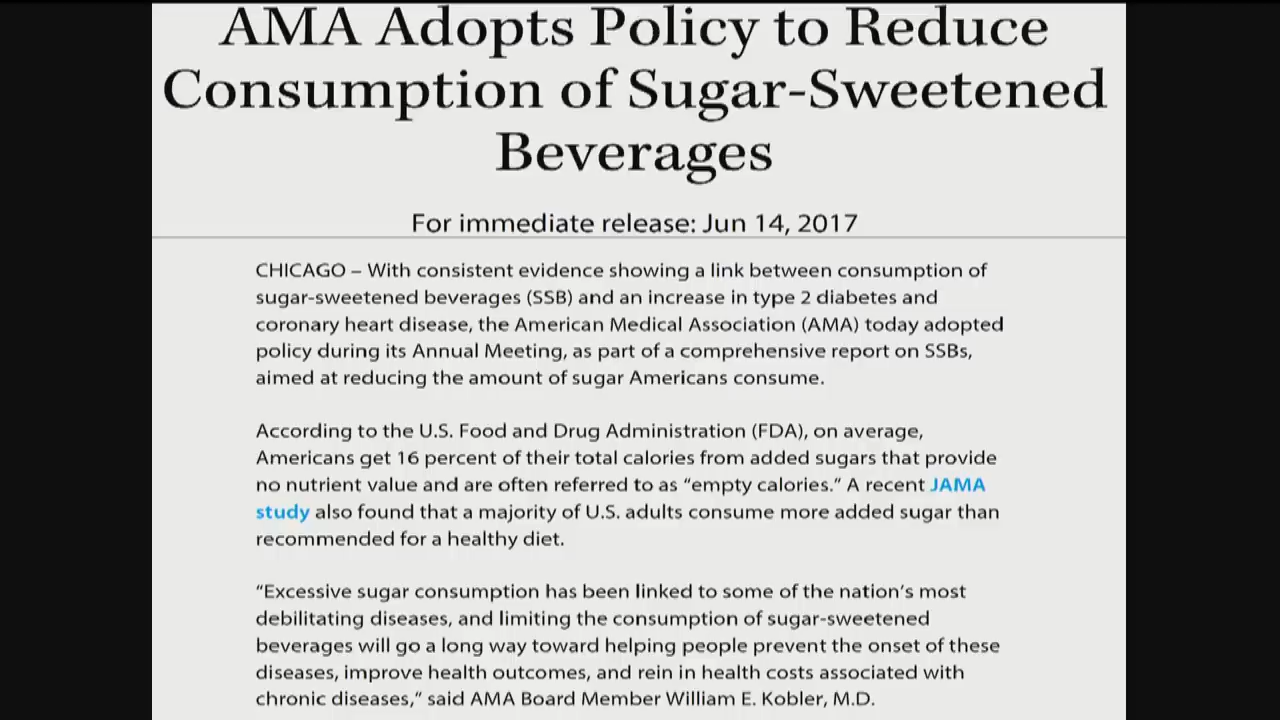 AMA Adopts Policy to Reduce
Consumption of Sugar-Sweetened
Beverages
For immediate release: Jun 14, 2017
CHICAGO – With consistent evidence showing a link between consumption of
sugar-sweetened beverages (SSB) and an increase in type 2 diabetes and
coronary heart disease, the American Medical Association (AMA) today adopted
policy during its Annual Meeting, as part of a comprehensive report on SSBs,
aimed at reducing the amount of sugar Americans consume.
According to the U.S. Food and Drug Administration (FDA), on average,
Americans get 16 percent of their total calories from added sugars that provide
no nutrient value and are often referred to as “empty calories.” A recent JAMA
study also found that a majority of U.S. adults consume more added sugar than
recommended for a healthy diet.
“Excessive sugar consumption has been linked to some of the nation’s most
debilitating diseases, and limiting the consumption of sugar-sweetened
beverages will go a long way toward helping people prevent the onset of these
diseases, improve health outcomes, and rein in health costs associated with
chronic diseases,” said AMA Board Member William E. Kobler, M.D.